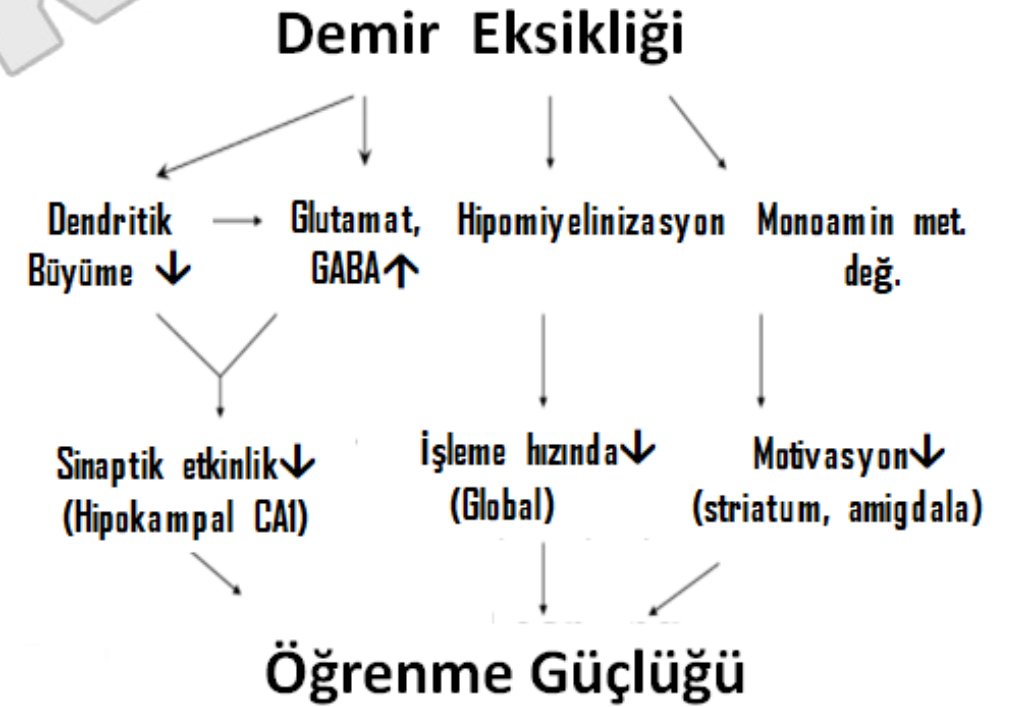 Demir Eksikliği
Dendritik
Büyüme ↓
Glutamat,
GABA↑
Hipomiyelinizasyon
Monoamin met.
değ.
Sinaptik etkinlik↓
(Hipokampal CA1)
İşleme hızında↓
(Global)
Motivasyon↓
(striatum, amigdala)
Öğrenme Güçlüğü